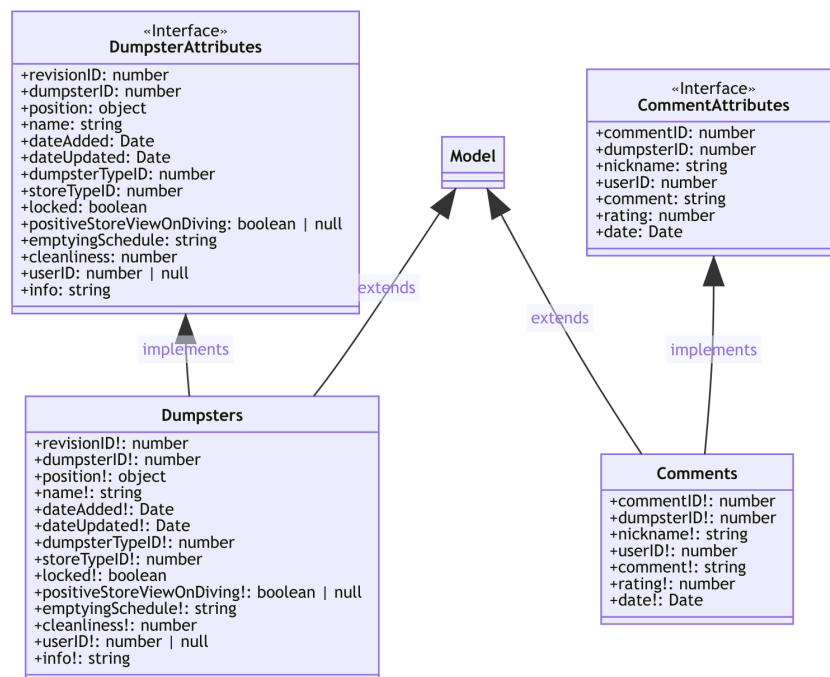 «Interface»
DumpsterAttributes
+revisionID: number
+dumpsterID: number
+position: object
+name: string
+dateAdded: Date
+dateUpdated: Date
+dumpsterTypeID: number
+storeTypeID: number
+locked: boolean
+positiveStoreViewOnDiving: boolean | null
+emptyingSchedule: string
+cleanliness: number
+userID: number | null
+info: string
Model
«Interface»
CommentAttributes
+commentID: number
+dumpsterID: number
+nickname: string
+userID: number
+comment: string
+rating: number
+date: Date
implements
extends
extends
implements
Dumpsters
+revisionID!: number
+dumpsterID!: number
+position!: object
+name!: string
+dateAdded!: Date
+dateUpdated!: Date
+dumpsterTypeID!: number
+storeTypeID!: number
+locked!: boolean
+positiveStoreViewOnDiving!: boolean | null
+emptyingSchedule!: string
+cleanliness!: number
+userID!: number | null
+info!: string
Comments
+commentID!: number
+dumpsterID!: number
+nickname!: string
+userID!: number
+comment!: string
+rating!: number
+date!: Date